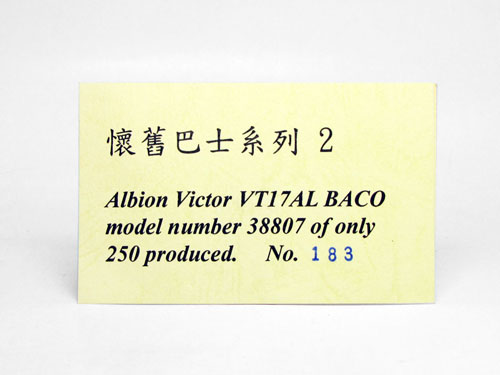 懷舊巴士系列 2
Albion Victor VT17AL BACO
model number 38807 of only
250 produced. No. 183